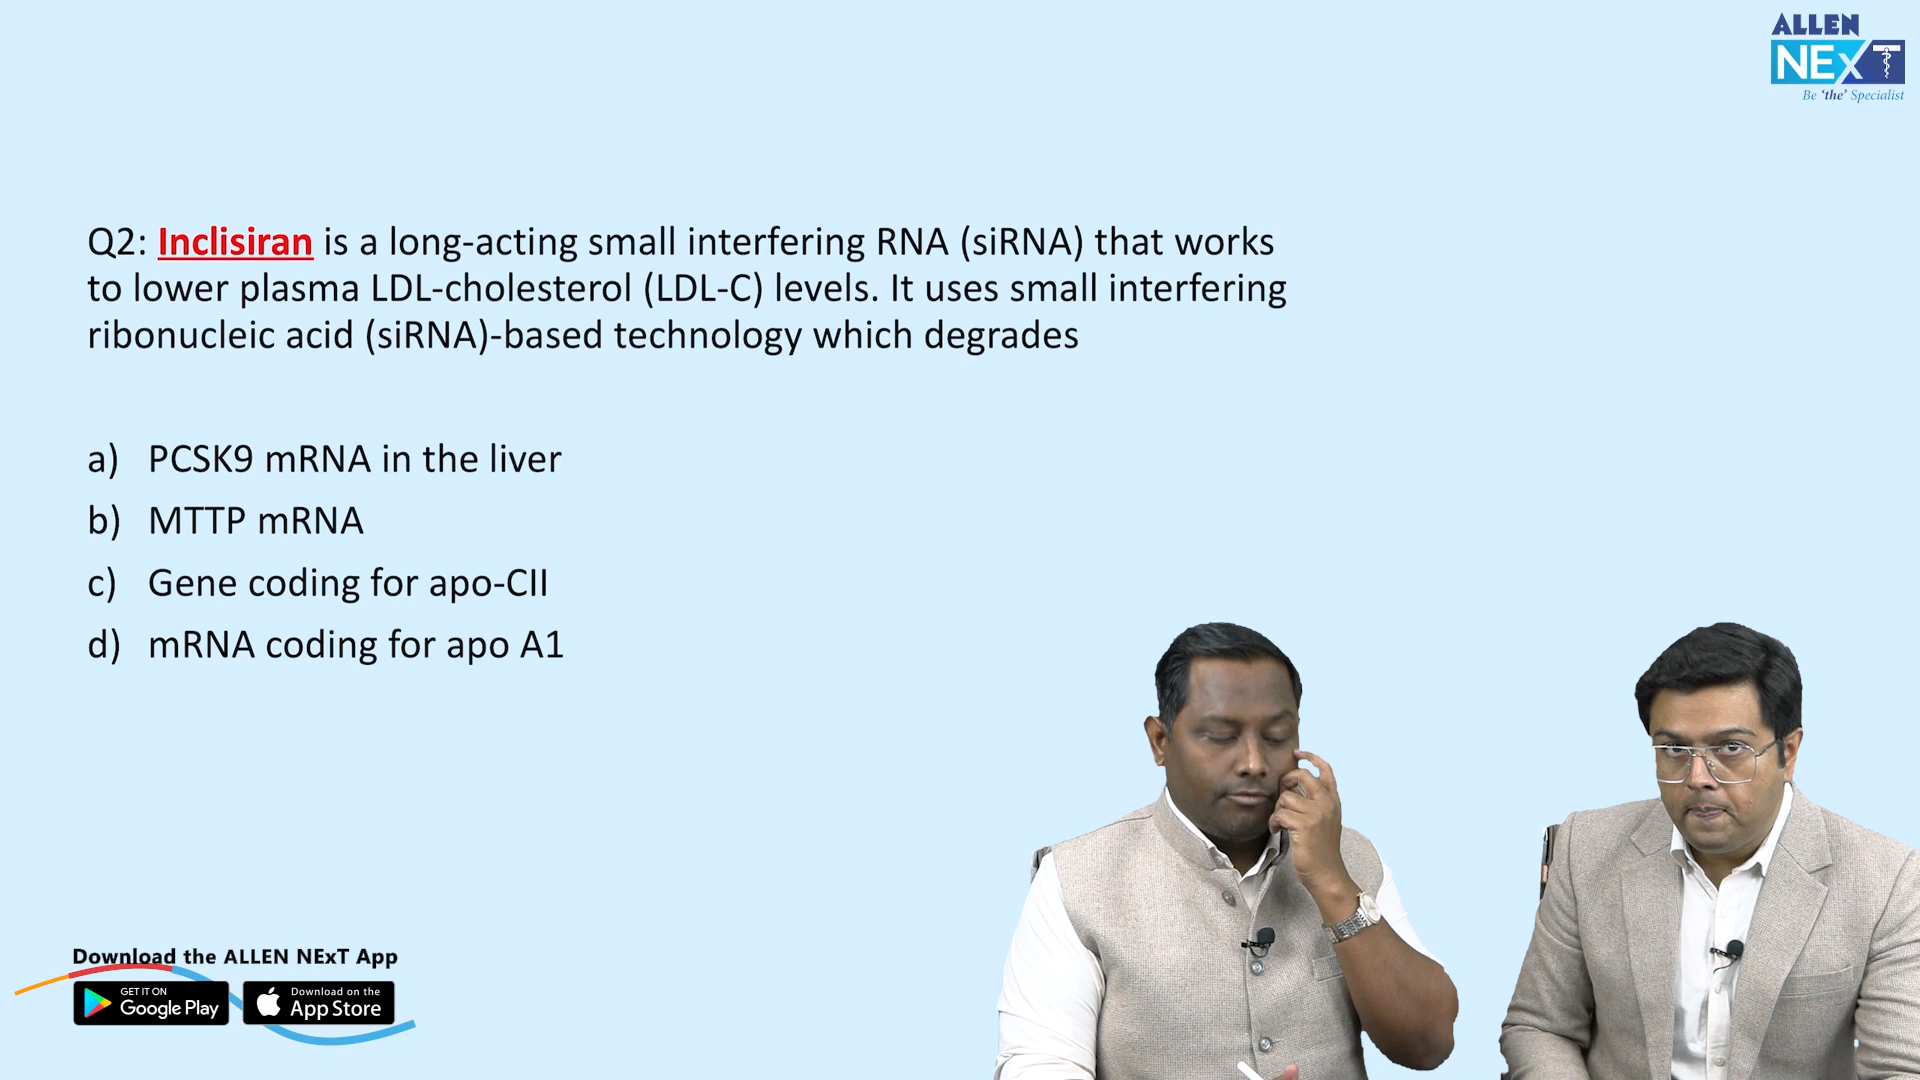 ALLEN
NEXT
Be 'the' Specialist
Q2: Inclisiran is a long-acting small interfering RNA (siRNA) that works
to lower plasma LDL-cholesterol (LDL-C) levels. It uses small interfering
ribonucleic acid (siRNA)-based technology which degrades
a) PCSK9 mRNA in the liver
b) MTTP mRNA
c) Gene coding for apo-CII
d) mRNA coding for apo A1
Download the ALLEN NExT App
GET IT ON
Google Play
Download on the
App Store